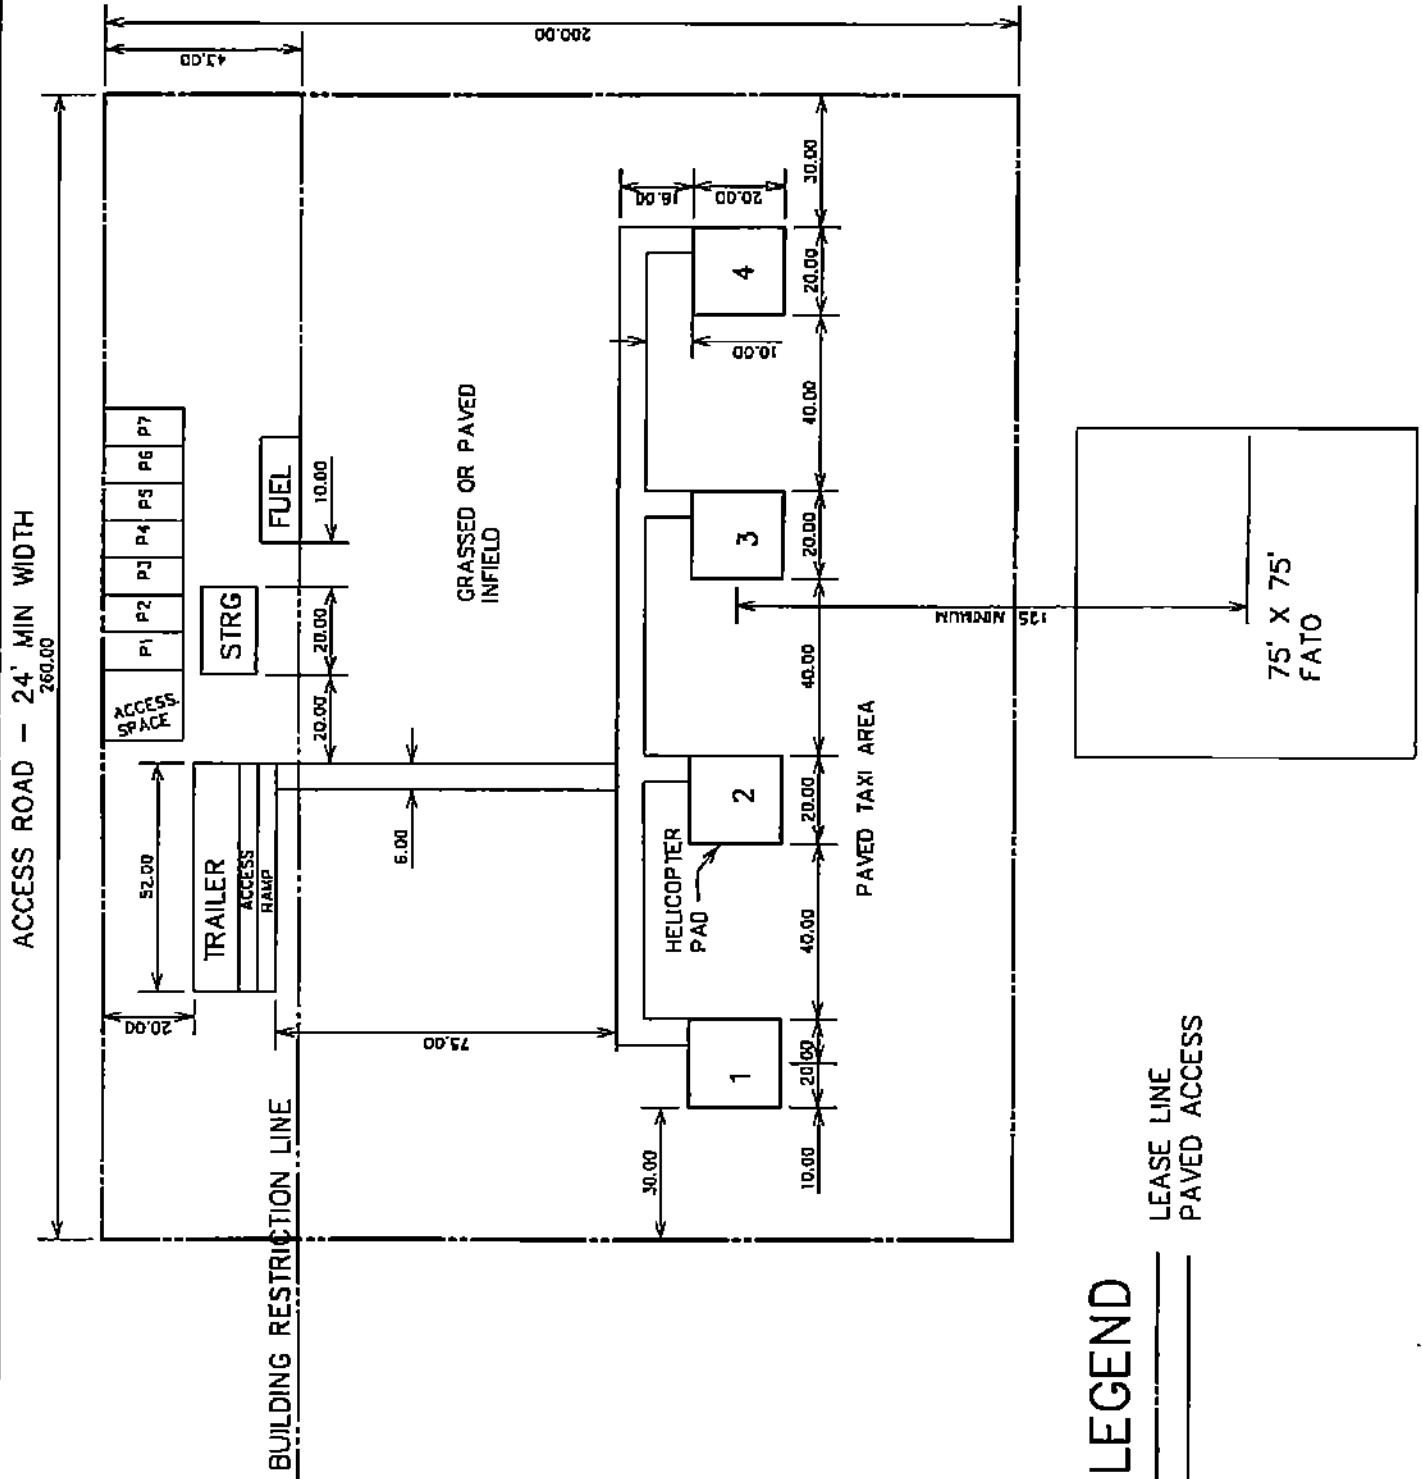 ACCESS ROAD - 24' MIN WIDTH
260.00
200.00
43.00
P1
P2
P3
P4
P5
P6
P7
ACCESS.
SPACE
52.00
20.00
TRAILER
ACCESS
RAMP
STRG
FUEL
20.00
20.00
10.00
BUILDING RESTRICTION LINE
6.00
75.00
GRASSED OR PAVED
INFIELD
16.00
20.00
10.00
HELICOPTER
PAD
1
2
3
4
30.00
10.00
20.00
40.00
20.00
40.00
20.00
40.00
20.00
30.00
PAVED TAXI AREA
125
MINIMUM
75' X 75'
FATO
LEGEND
LEASE LINE
PAVED ACCESS